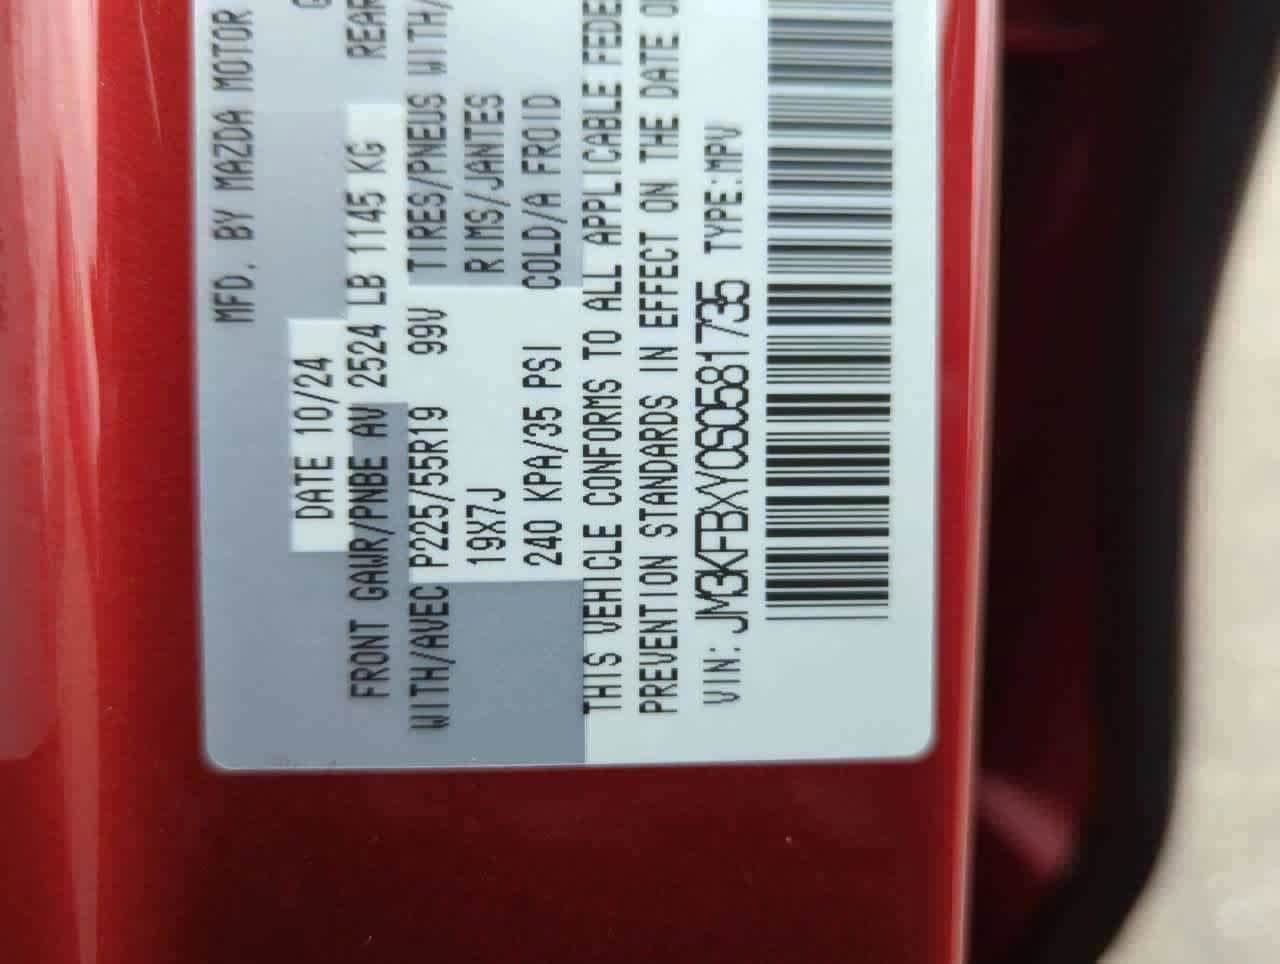 MFD. BY MAZDA MOTOR
DATE 10/24
FRONT GAWR/PNBE AV 2524 LB 1145 KG REAR
WITH/AVEC P225/55R19 99V TIRES/PNEUS WITH/
19X7J RIMS/JANTES
240 KPA/35 PSI COLD/A FROID
THIS VEHICLE CONFORMS TO ALL APPLICABLE
PREVENTION STANDARDS IN EFFECT ON THE DATE
VIN: JM3KFBXY0S0581735 TYPE:MPV